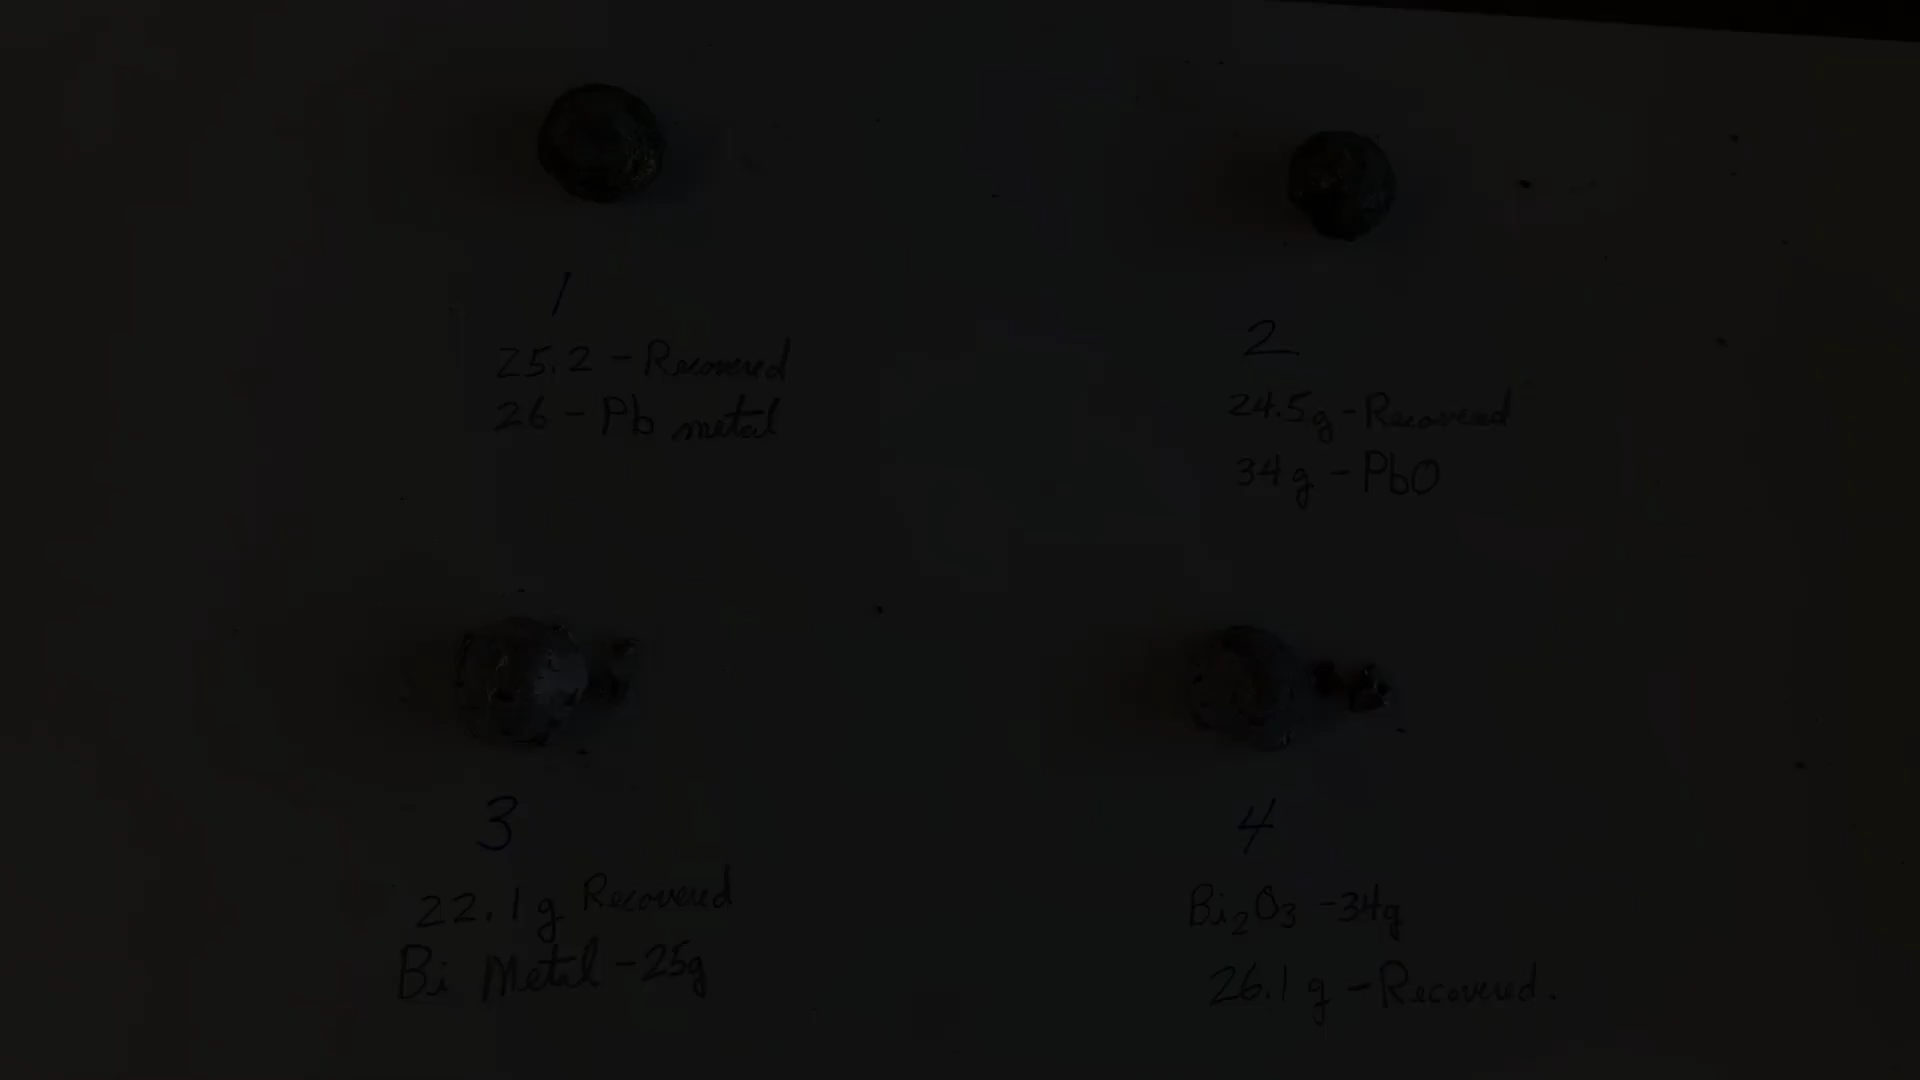 1
25.2 - Recovered
26 - Pb metal
2
24.5g - Recovered
34g - PbO
3
22.1g Recovered
Bi Metal - 25g
4
Bi2O3 - 34g
26.1g - Recovered.